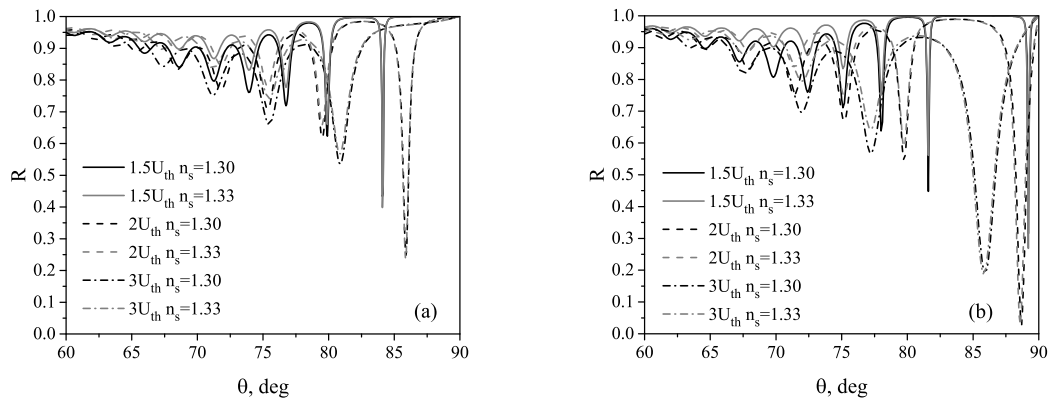 1.0
0.9
0.8
0.7
0.6
0.5
0.4
0.3
0.2
0.1
0.0
R
1.5U_th n_s=1.30
1.5U_th n_s=1.33
2U_th n_s=1.30
2U_th n_s=1.33
3U_th n_s=1.30
3U_th n_s=1.33
(a)
60 65 70 75 80 85 90
θ, deg
1.0
0.9
0.8
0.7
0.6
0.5
0.4
0.3
0.2
0.1
0.0
R
1.5U_th n_s=1.30
1.5U_th n_s=1.33
2U_th n_s=1.30
2U_th n_s=1.33
3U_th n_s=1.30
3U_th n_s=1.33
(b)
60 65 70 75 80 85 90
θ, deg